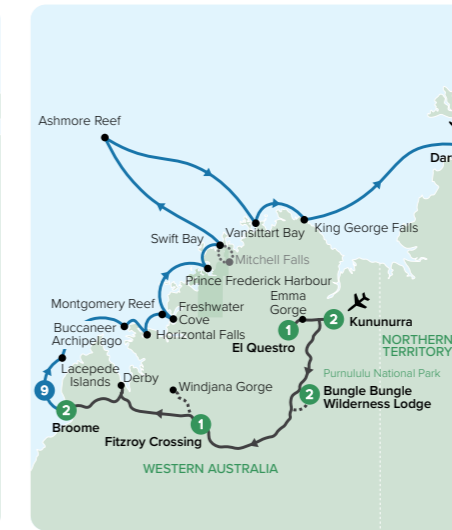 Ashmore Reef
Dar
Swift Bay
Vansittart Bay
King George Falls
Mitchell Falls
Prince Frederick Harbour
Emma
Gorge
Montgomery Reef
Freshwater
Cove
1
2
Kununurra
Buccaneer
Archipelago
Horizontal Falls
El Questro
NORTHERN
TERRITORY
Lacepede
Islands
Derby
Windjana Gorge
Purnululu National Park
2
Bungle Bungle
Wilderness Lodge
9
2
Broome
1
Fitzroy Crossing
WESTERN AUSTRALIA